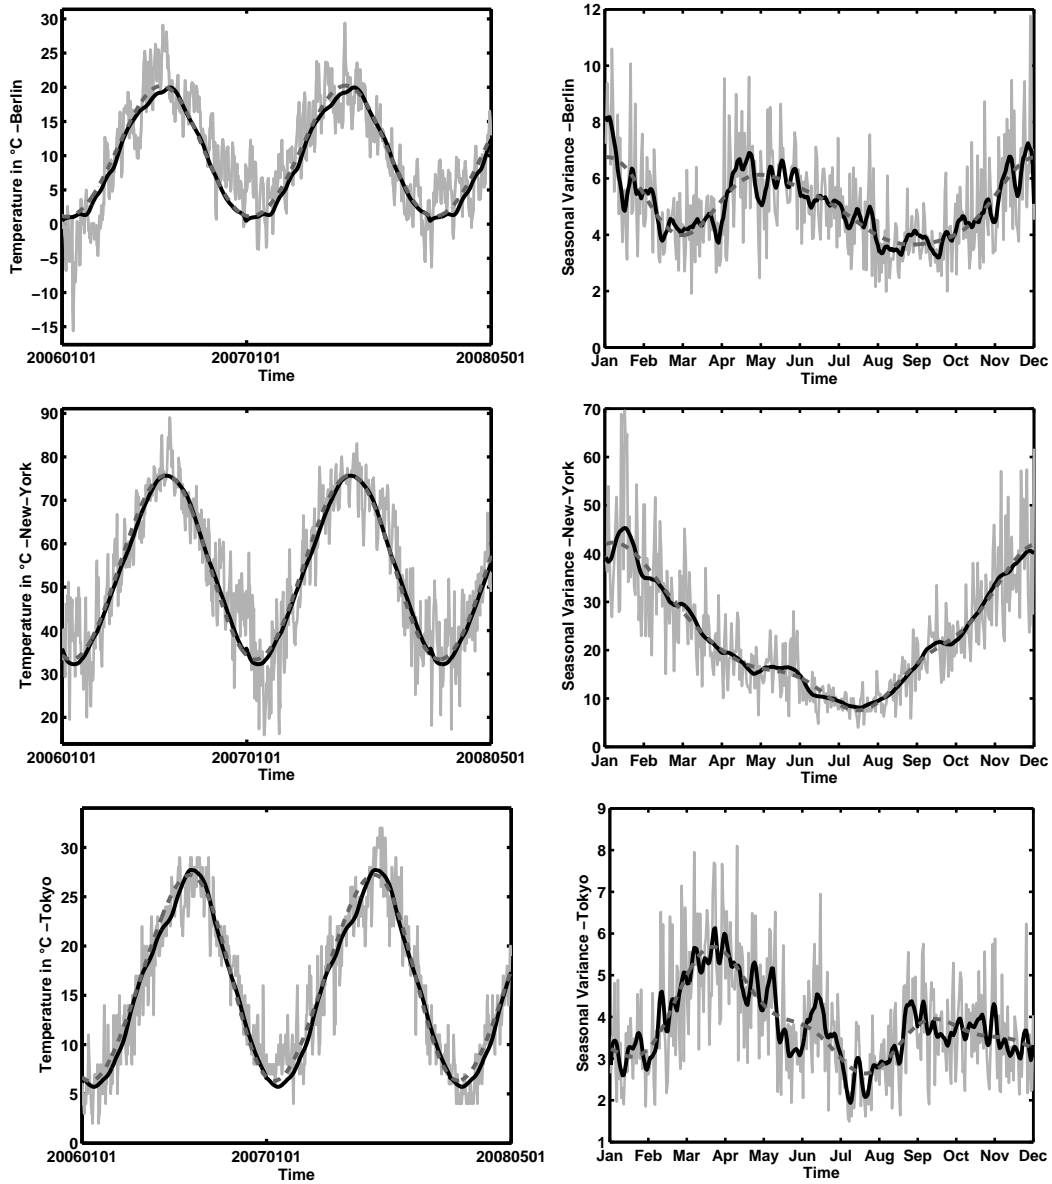 Temperature in °C –Berlin
30
25
20
15
10
5
0
–5
–10
–15
20060101 20070101 20080501
Time
Seasonal Variance –Berlin
12
10
8
6
4
2
0
Jan Feb Mar Apr May Jun Jul Aug Sep Oct Nov Dec
Time
Temperature in °C –New–York
90
80
70
60
50
40
30
20
20060101 20070101 20080501
Time
Seasonal Variance –New–York
70
60
50
40
30
20
10
0
Jan Feb Mar Apr May Jun Jul Aug Sep Oct Nov Dec
Time
Temperature in °C –Tokyo
30
25
20
15
10
5
0
20060101 20070101 20080501
Time
Seasonal Variance –Tokyo
9
8
7
6
5
4
3
2
1
Jan Feb Mar Apr May Jun Jul Aug Sep Oct Nov Dec
Time